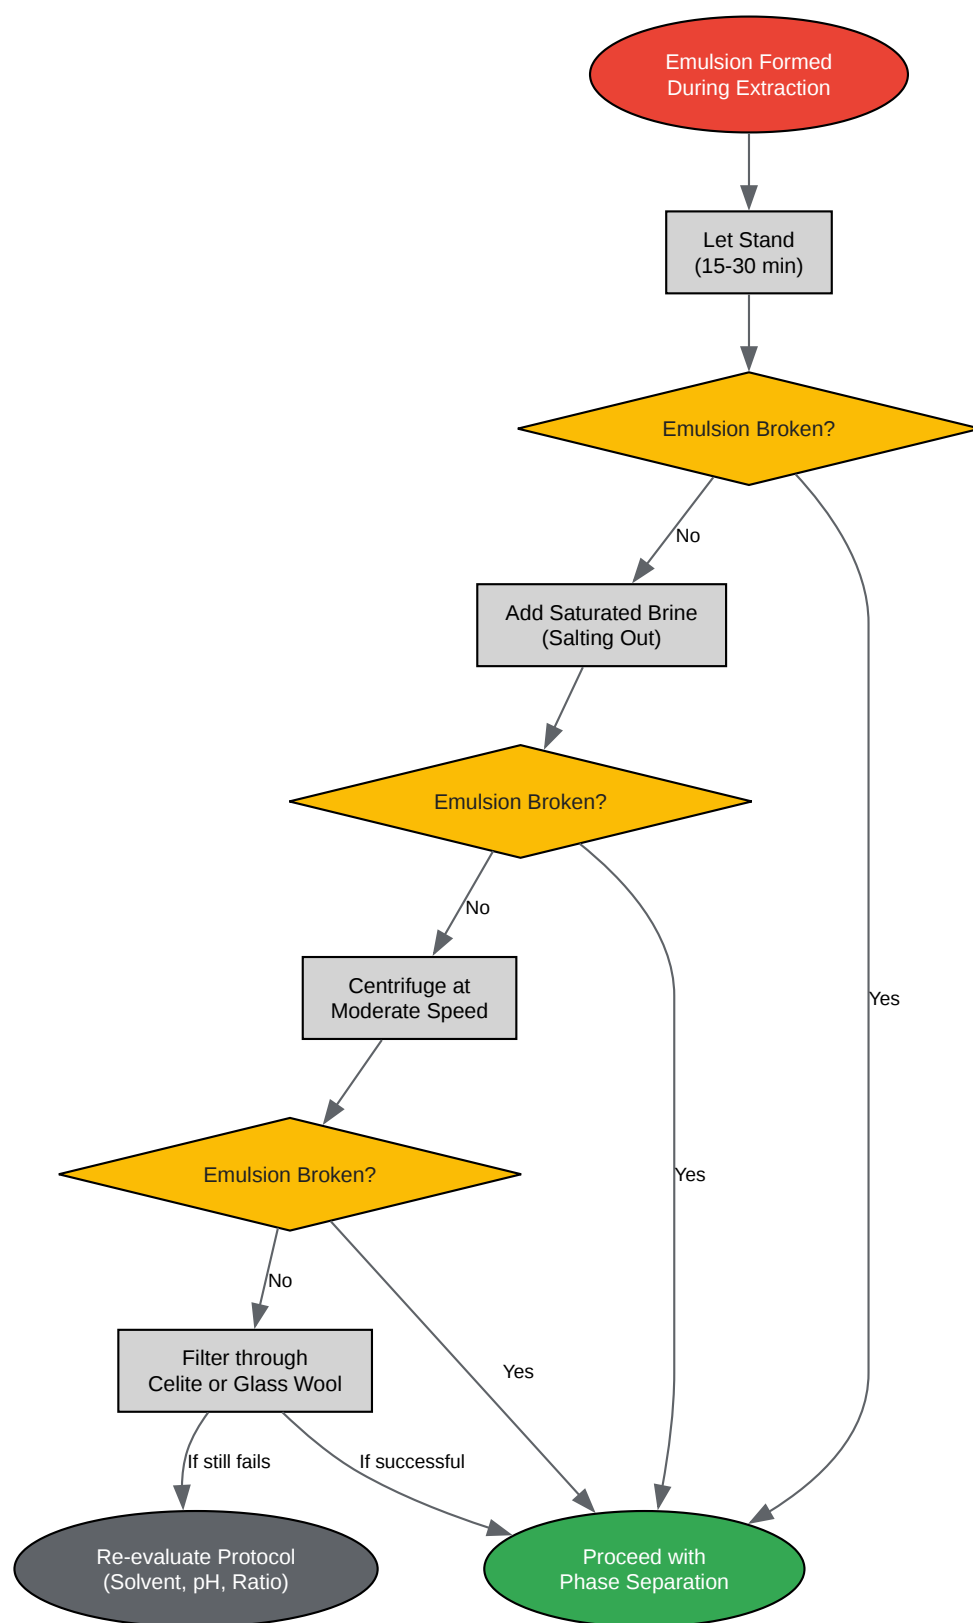 Emulsion Formed
During Extraction
Let Stand
(15-30 min)
Emulsion Broken?
No
Add Saturated Brine
(Salting Out)
Emulsion Broken?
No
Centrifuge at
Moderate Speed
Yes
Emulsion Broken?
Yes
No
Filter through
Celite or Glass Wool
Yes
If still fails
If successful
Re-evaluate Protocol
(Solvent, pH, Ratio)
Proceed with
Phase Separation